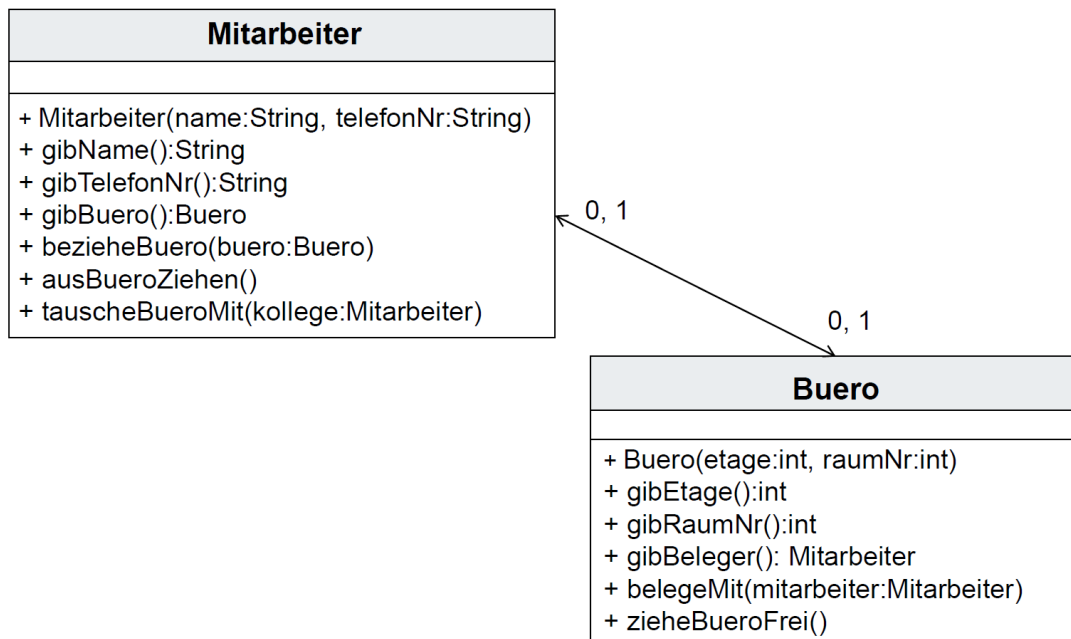 Mitarbeiter
+ Mitarbeiter(name:String, telefonNr:String)
+ gibName():String
+ gibTelefonNr():String
+ gibBuero():Buero
+ bezieheBuero(buero:Buero)
+ ausBueroZiehen()
+ tauscheBueroMit(kollege:Mitarbeiter)
0, 1
0, 1
Buero
+ Buero(etage:int, raumNr:int)
+ gibEtage():int
+ gibRaumNr():int
+ gibBeleger(): Mitarbeiter
+ belegeMit(mitarbeiter:Mitarbeiter)
+ zieheBueroFrei()